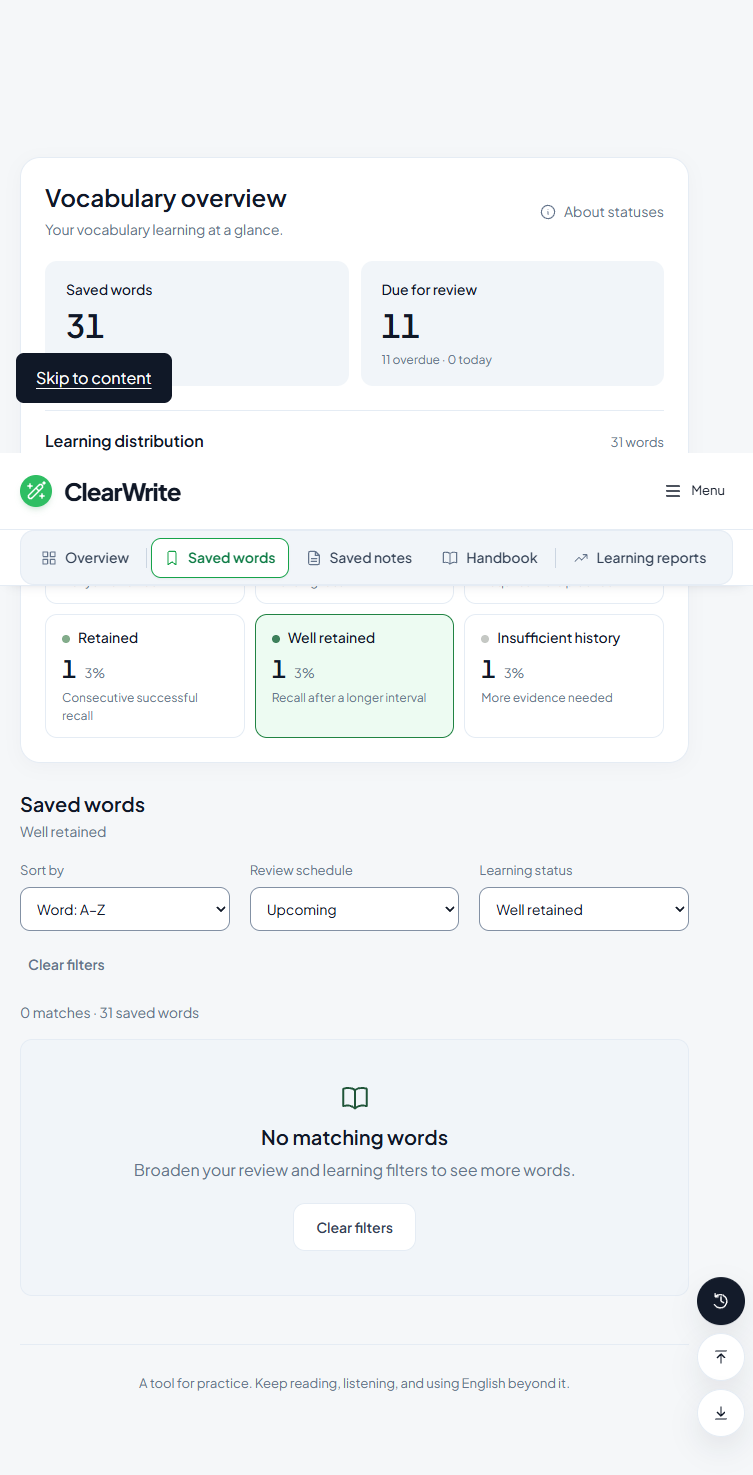 Vocabulary overview
Your vocabulary learning at a glance.
About statuses
Saved words
31
Due for review
11
11 overdue · 0 today
Skip to content
Learning distribution
31 words
ClearWrite
Menu
Overview
Saved words
Saved notes
Handbook
Learning reports
Retained
1 3%
Consecutive successful
recall
Well retained
1 3%
Recall after a longer interval
Insufficient history
1 3%
More evidence needed
Saved words
Well retained
Sort by
Word: A–Z
Review schedule
Upcoming
Learning status
Well retained
Clear filters
0 matches · 31 saved words
No matching words
Broaden your review and learning filters to see more words.
Clear filters
A tool for practice. Keep reading, listening, and using English beyond it.